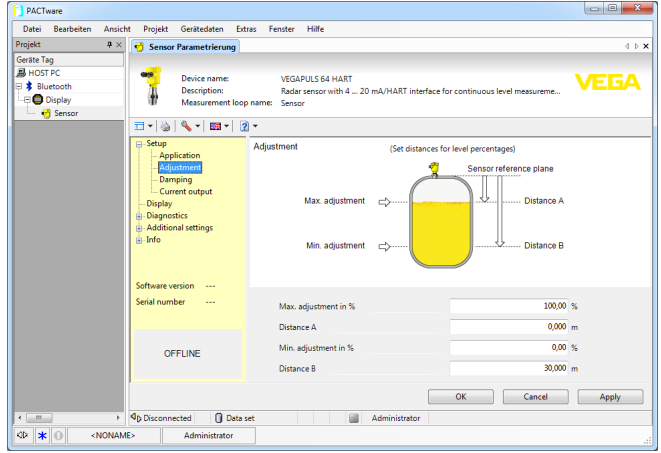 PACTware
Datei Bearbeiten Ansicht Projekt Gerätedaten Extras Fenster Hilfe
Projekt
Geräte Tag
HOST PC
Bluetooth
Display
Sensor
Sensor Parametrierung
Device name: VEGAPULS 64 HART
Description: Radar sensor with 4 ... 20 mA/HART interface for continuous level measureme...
Measurement loop name: Sensor
VEGA
Setup
Application
Adjustment
Damping
Current output
Display
Diagnostics
Additional settings
Info
Software version ---
Serial number ---
OFFLINE
Adjustment (Set distances for level percentages)
Sensor reference plane
Max. adjustment Distance A
Min. adjustment Distance B
Max. adjustment in % 100,00 %
Distance A 0,000 m
Min. adjustment in % 0,00 %
Distance B 30,000 m
OK Cancel Apply
Disconnected Data set Administrator
<NONAME> Administrator